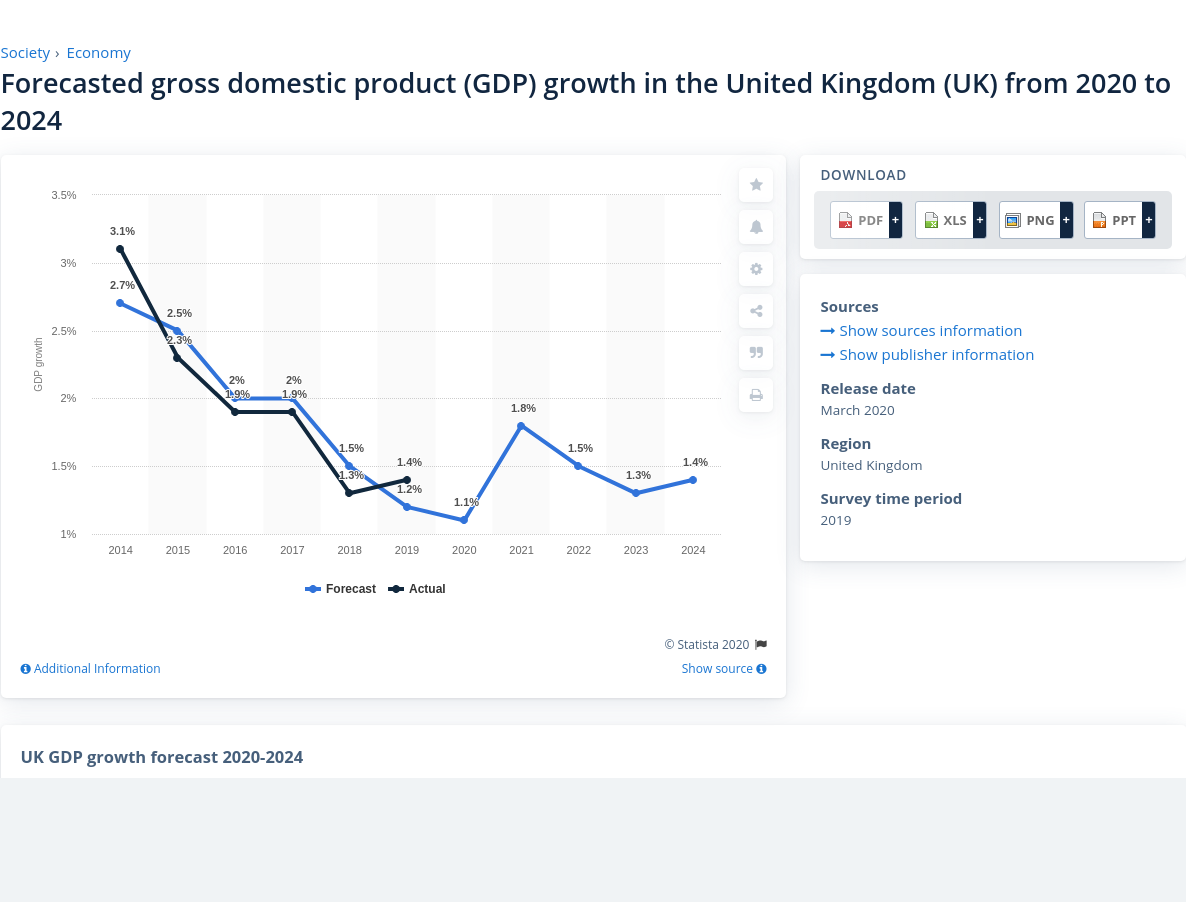 Society › Economy
Forecasted gross domestic product (GDP) growth in the United Kingdom (UK) from 2020 to
2024
3.5%
3%
2.5%
2%
1.5%
1%
GDP growth
3.1%
2.7%
2.5%
2.3%
2%
1.9%
2%
1.9%
1.5%
1.3%
1.4%
1.2%
1.1%
1.8%
1.5%
1.3%
1.4%
2014 2015 2016 2017 2018 2019 2020 2021 2022 2023 2024
Forecast Actual
© Statista 2020
Additional Information Show source
DOWNLOAD
PDF + XLS + PNG + PPT +
Sources
Show sources information
Show publisher information
Release date
March 2020
Region
United Kingdom
Survey time period
2019
UK GDP growth forecast 2020-2024